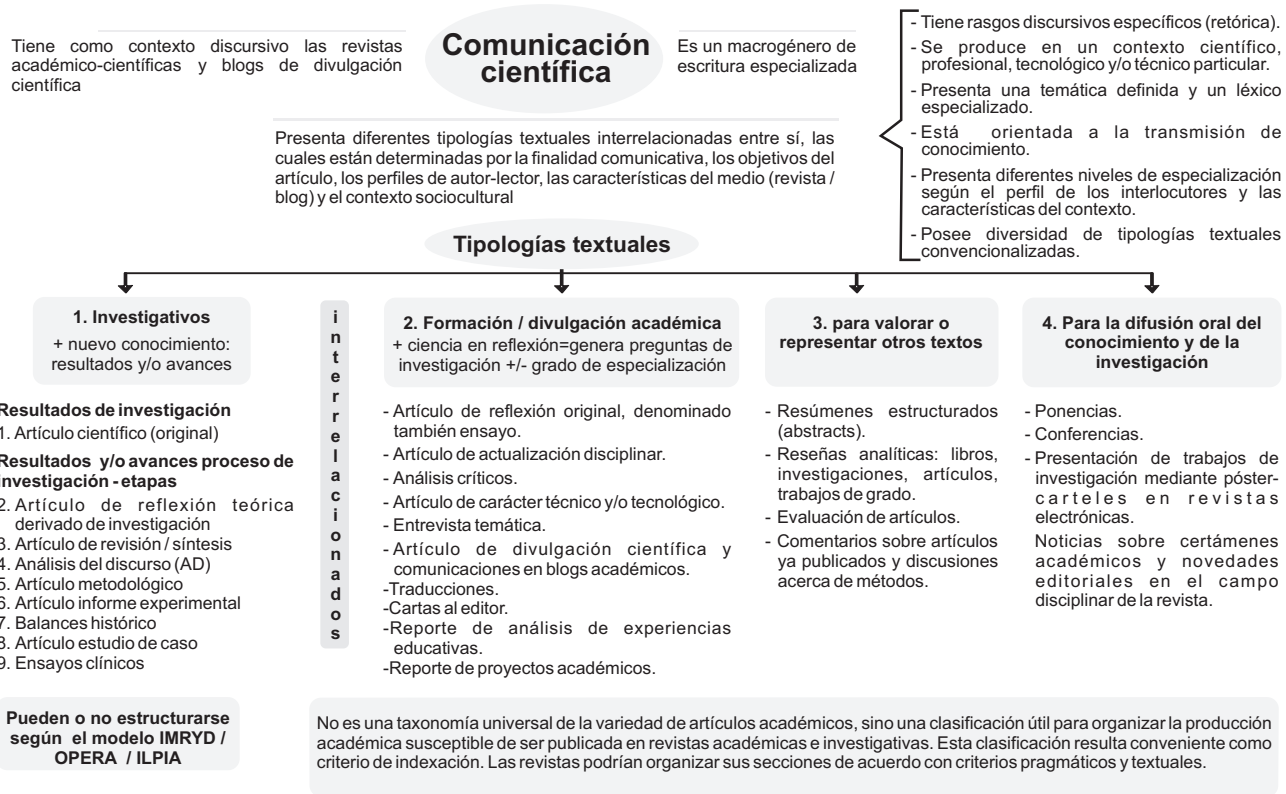 Tiene como contexto discursivo las revistas
académico-científicas y blogs de divulgación
científica
Comunicación
científica
Es un macrogénero de
escritura especializada
- Tiene rasgos discursivos específicos (retórica).
- Se produce en un contexto científico,
profesional, tecnológico y/o técnico particular.
- Presenta una temática definida y un léxico
especializado.
- Está orientada a la transmisión de
conocimiento.
- Presenta diferentes niveles de especialización
según el perfil de los interlocutores y las
características del contexto.
- Posee diversidad de tipologías textuales
convencionalizadas.
Presenta diferentes tipologías textuales interrelacionadas entre sí, las
cuales están determinadas por la finalidad comunicativa, los objetivos del
artículo, los perfiles de autor-lector, las características del medio (revista /
blog) y el contexto sociocultural
Tipologías textuales
1. Investigativos
+ nuevo conocimiento:
resultados y/o avances
Resultados de investigación
1. Artículo científico (original)
Resultados y/o avances proceso de
investigación - etapas
2. Artículo de reflexión teórica
derivado de investigación
3. Artículo de revisión / síntesis
4. Análisis del discurso (AD)
5. Artículo metodológico
6. Artículo informe experimental
7. Balances histórico
8. Artículo estudio de caso
9. Ensayos clínicos
Pueden o no estructurarse
según el modelo IMRYD /
OPERA / ILPIA
interrelacionados
2. Formación / divulgación académica
+ ciencia en reflexión=genera preguntas de
investigación +/- grado de especialización
- Artículo de reflexión original, denominado
también ensayo.
- Artículo de actualización disciplinar.
- Análisis críticos.
- Artículo de carácter técnico y/o tecnológico.
- Entrevista temática.
- Artículo de divulgación científica y
comunicaciones en blogs académicos.
-Traducciones.
-Cartas al editor.
-Reporte de análisis de experiencias
educativas.
-Reporte de proyectos académicos.
3. para valorar o
representar otros textos
- Resúmenes estructurados
(abstracts).
- Reseñas analíticas: libros,
investigaciones, artículos,
trabajos de grado.
- Evaluación de artículos.
- Comentarios sobre artículos
ya publicados y discusiones
acerca de métodos.
4. Para la difusión oral del
conocimiento y de la
investigación
- Ponencias.
- Conferencias.
- Presentación de trabajos de
investigación mediante póster-
carteles en revistas
electrónicas.
Noticias sobre certámenes
académicos y novedades
editoriales en el campo
disciplinar de la revista.
No es una taxonomía universal de la variedad de artículos académicos, sino una clasificación útil para organizar la producción
académica susceptible de ser publicada en revistas académicas e investigativas. Esta clasificación resulta conveniente como
criterio de indexación. Las revistas podrían organizar sus secciones de acuerdo con criterios pragmáticos y textuales.